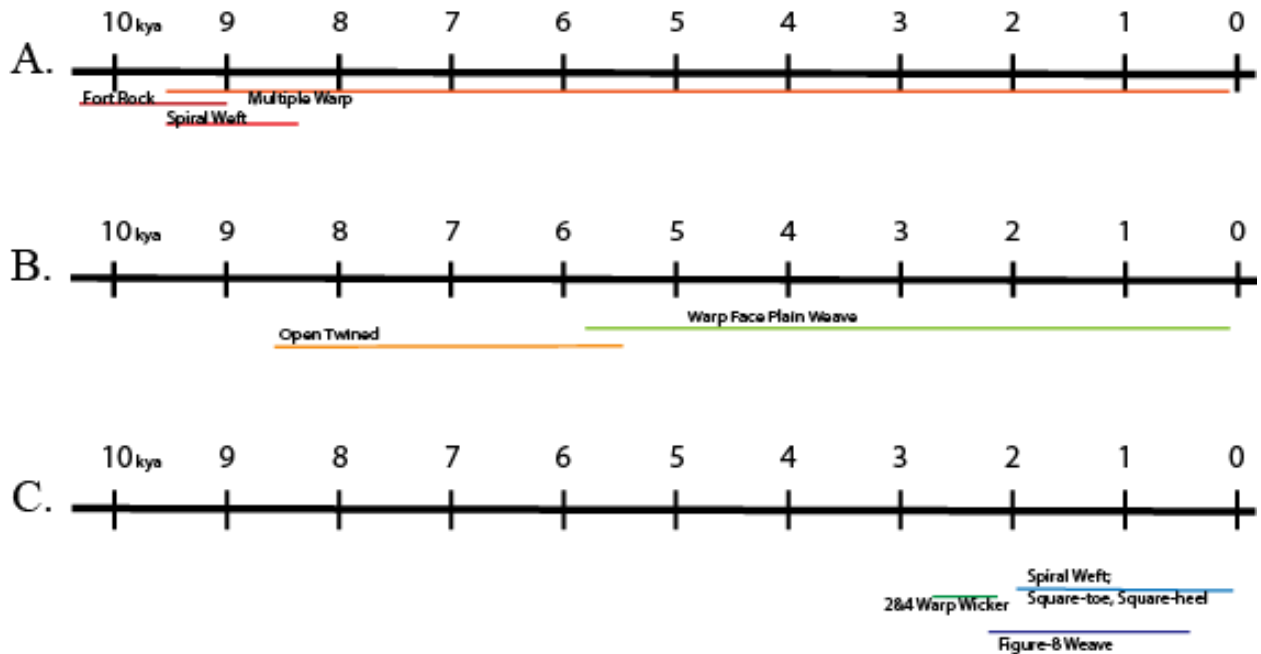 10 kya 9 8 7 6 5 4 3 2 1 0
A.
Fort Rock Multiple Warp
Spiral Weft
10 kya 9 8 7 6 5 4 3 2 1 0
B.
Warp Face Plain Weave
Open Twined
10 kya 9 8 7 6 5 4 3 2 1 0
C.
Spiral Weft;
2&4 Warp Wicker Square-toe, Square-heel
Figure-8 Weave